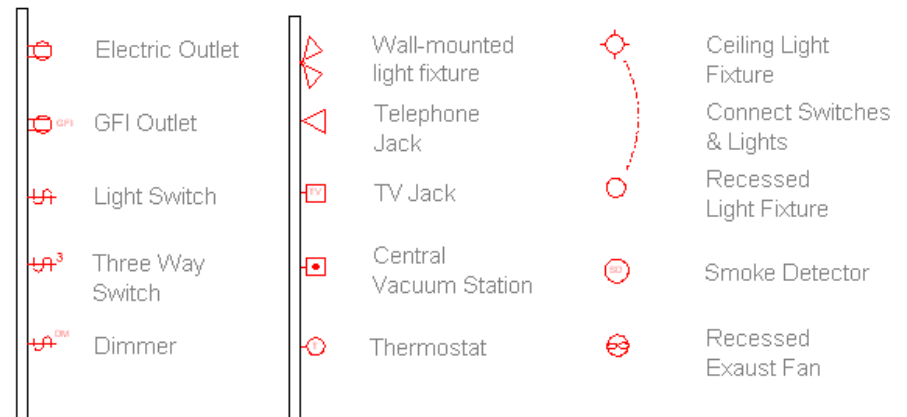 Electric Outlet
GFI
GFI Outlet
Light Switch
3
Three Way
Switch
DM
Dimmer
Wall-mounted
light fixture
Telephone
Jack
TV
TV Jack
Central
Vacuum Station
T
Thermostat
Ceiling Light
Fixture
Connect Switches
& Lights
Recessed
Light Fixture
SD
Smoke Detector
Recessed
Exaust Fan